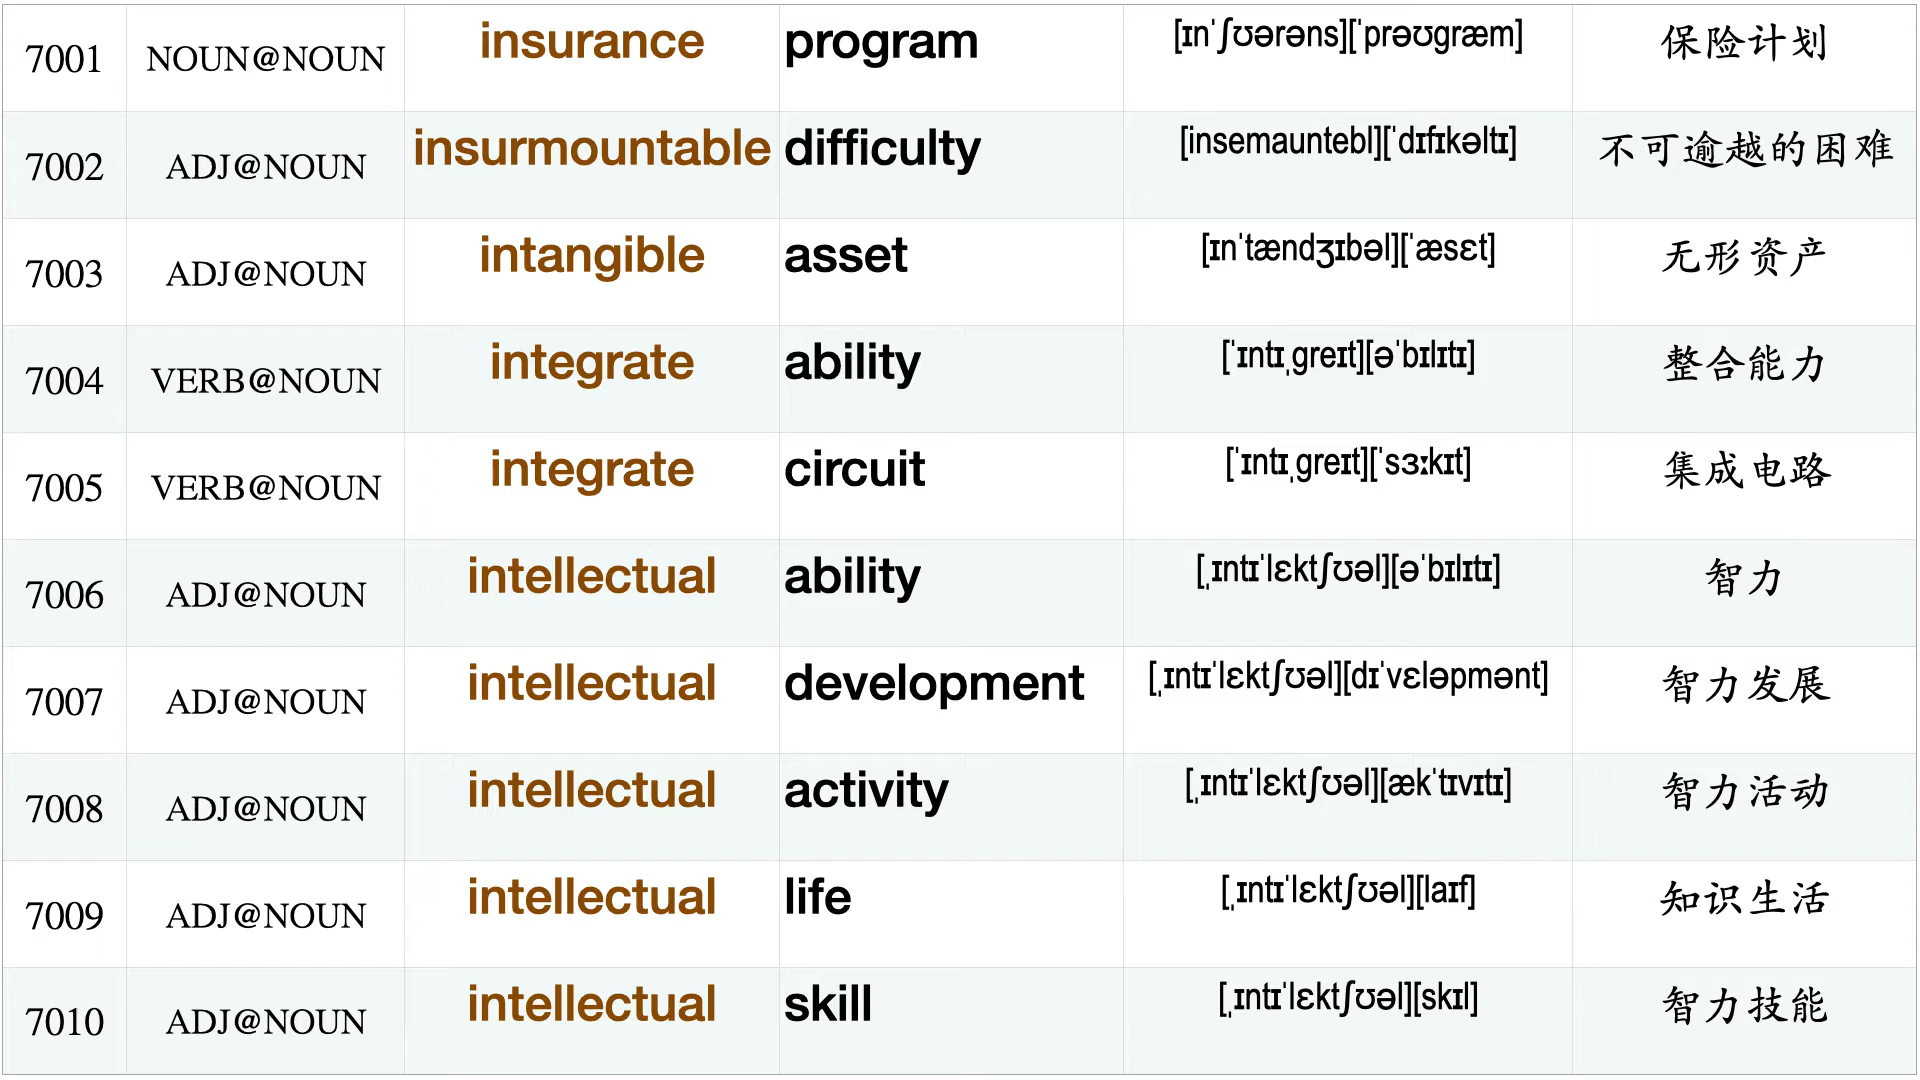 7001 NOUN@NOUN insurance program [ɪnˈʃʊərəns][ˈprəʊgræm] 保险计划
7002 ADJ@NOUN insurmountable difficulty [insemauntebl][ˈdɪfɪkəltɪ] 不可逾越的困难
7003 ADJ@NOUN intangible asset [ɪnˈtændʒɪbəl][ˈæsɛt] 无形资产
7004 VERB@NOUN integrate ability [ˈɪntɪˌgreɪt][əˈbɪlɪtɪ] 整合能力
7005 VERB@NOUN integrate circuit [ˈɪntɪˌgreɪt][ˈsɜːkɪt] 集成电路
7006 ADJ@NOUN intellectual ability [ˌɪntɪˈlɛktʃʊəl][əˈbɪlɪtɪ] 智力
7007 ADJ@NOUN intellectual development [ˌɪntɪˈlɛktʃʊəl][dɪˈvɛləpmənt] 智力发展
7008 ADJ@NOUN intellectual activity [ˌɪntɪˈlɛktʃʊəl][ækˈtɪvɪtɪ] 智力活动
7009 ADJ@NOUN intellectual life [ˌɪntɪˈlɛktʃʊəl][laɪf] 知识生活
7010 ADJ@NOUN intellectual skill [ˌɪntɪˈlɛktʃʊəl][skɪl] 智力技能